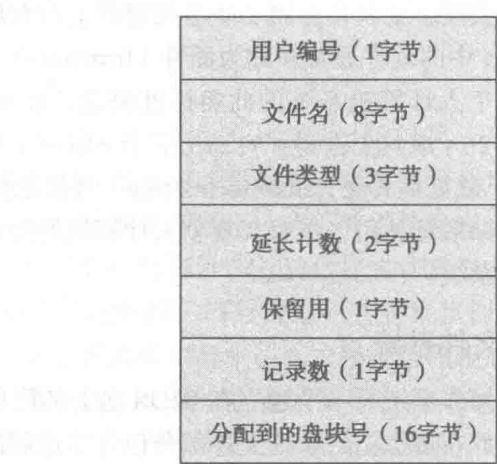 用户编号（1字节）
文件名（8字节）
文件类型（3字节）
延长计数（2字节）
保留用（1字节）
记录数（1字节）
分配到的盘块号（16字节）